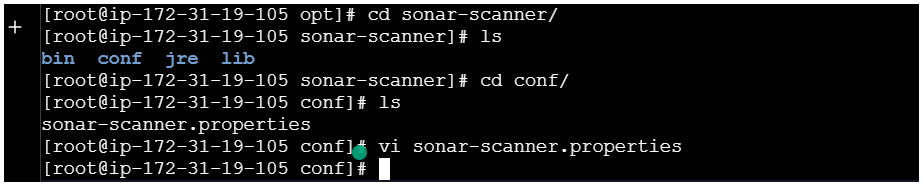 [root@ip-172-31-19-105 opt]# cd sonar-scanner/
[root@ip-172-31-19-105 sonar-scanner]# ls
bin  conf  jre  lib
[root@ip-172-31-19-105 sonar-scanner]# cd conf/
[root@ip-172-31-19-105 conf]# ls
sonar-scanner.properties
[root@ip-172-31-19-105 conf]# vi sonar-scanner.properties
[root@ip-172-31-19-105 conf]#